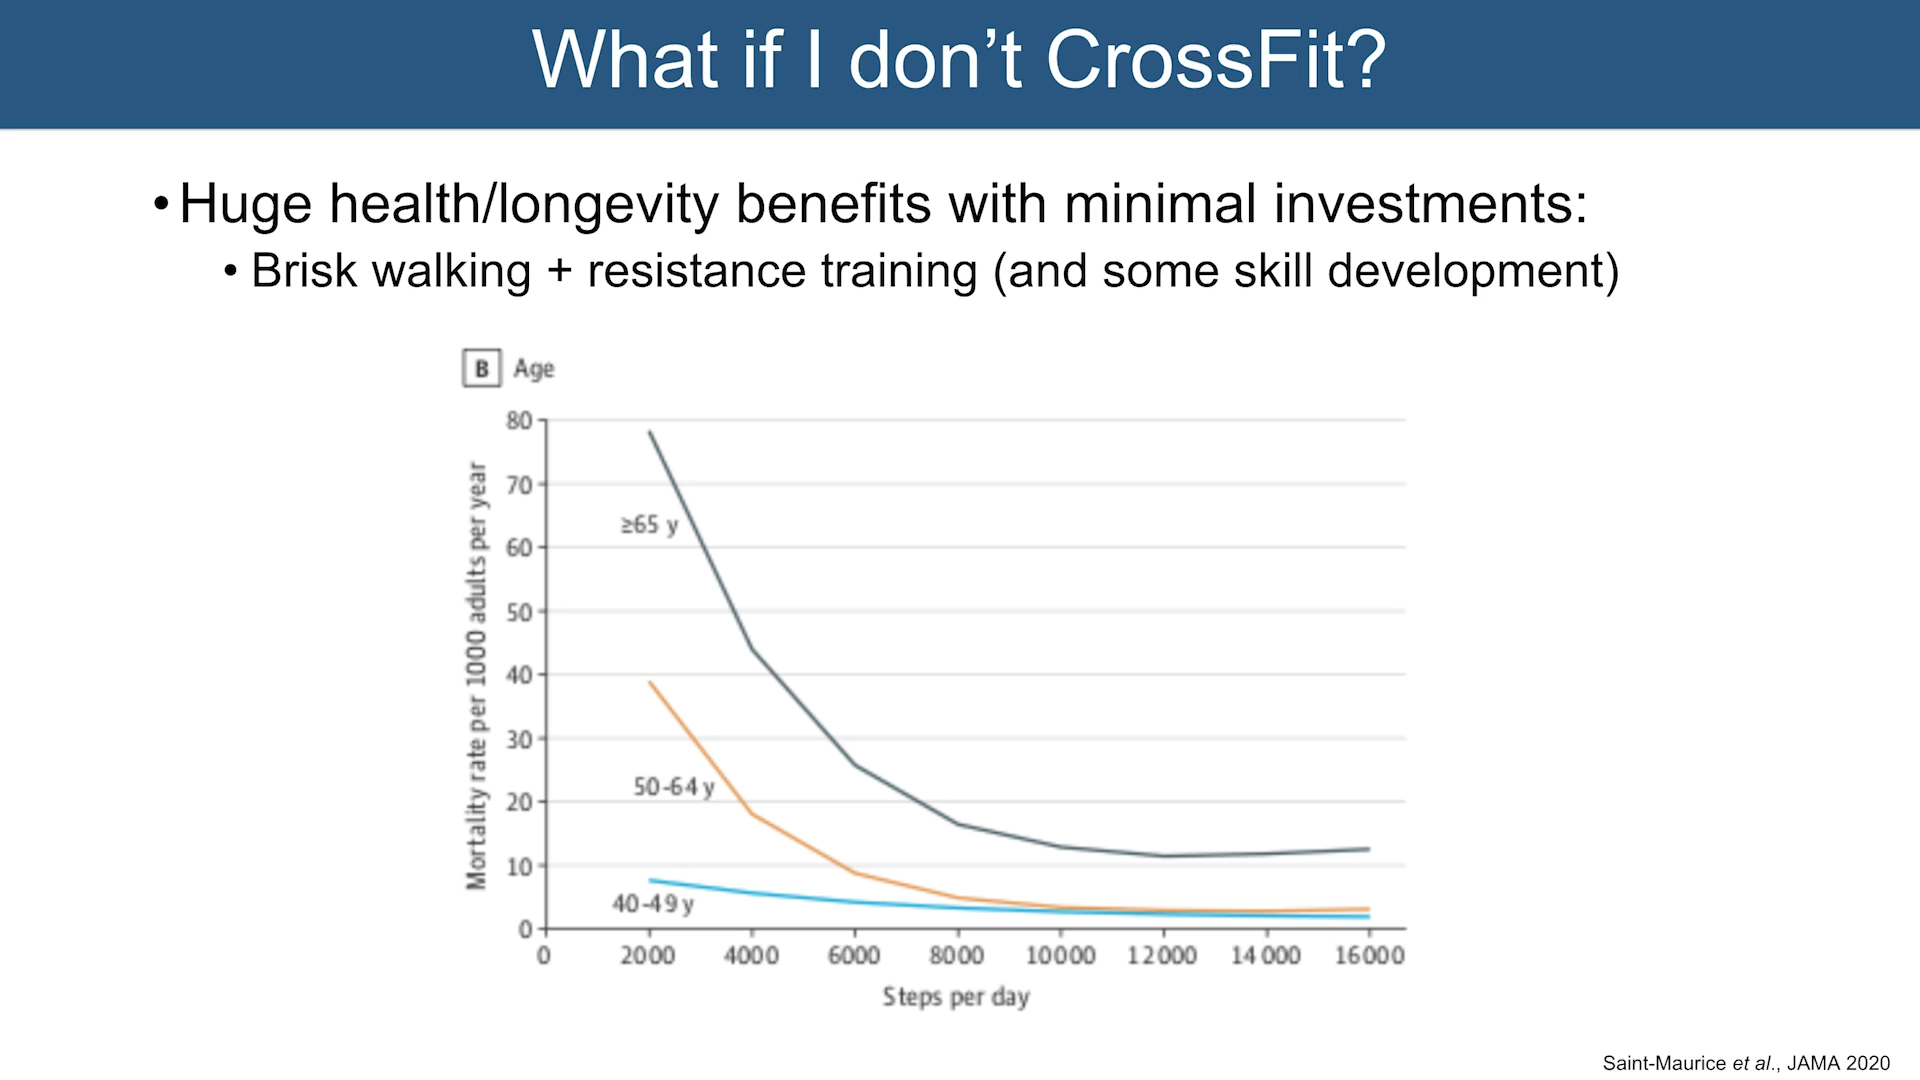 What if I don’t CrossFit?
• Huge health/longevity benefits with minimal investments:
• Brisk walking + resistance training (and some skill development)
B Age
Mortality rate per 1000 adults per year
80
70
60
50
40
30
20
10
0
≥65 y
50-64 y
40-49 y
0 2000 4000 6000 8000 10000 12000 14000 16000
Steps per day
Saint-Maurice et al., JAMA 2020